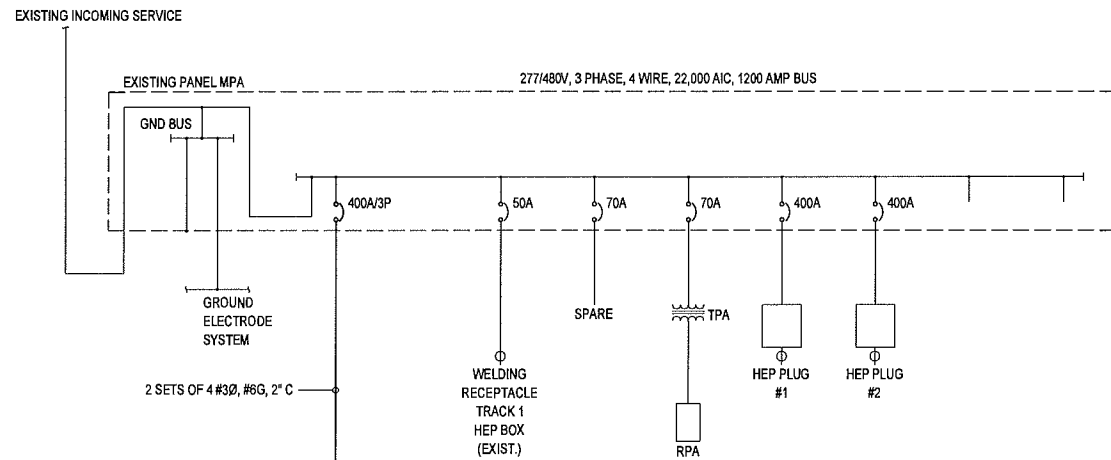 EXISTING INCOMING SERVICE
EXISTING PANEL MPA
277/480V, 3 PHASE, 4 WIRE, 22,000 AIC, 1200 AMP BUS
GND BUS
400A/3P
50A
70A
70A
400A
400A
GROUND
ELECTRODE
SYSTEM
SPARE
TPA
2 SETS OF 4 #3Ø, #6G, 2" C
WELDING
RECEPTACLE
TRACK 1
HEP BOX
(EXIST.)
RPA
HEP PLUG
#1
HEP PLUG
#2